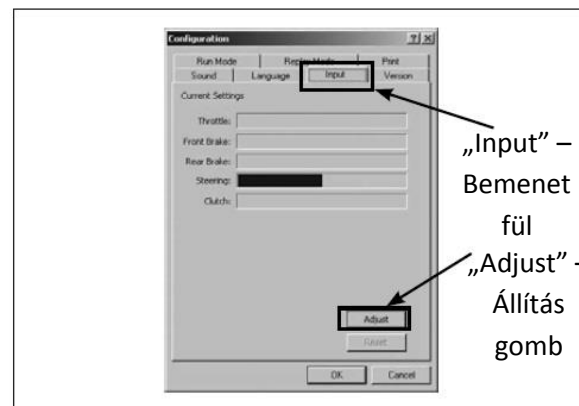 Configuration
Run Mode Replay Mode Print
Sound Language Input Version
Current Settings
Throttle:
Front Brake:
Rear Brake:
Steering:
Clutch:
Adjust
Reset
OK Cancel
„Input” –
Bemenet
fül
„Adjust” -
Állítás
gomb